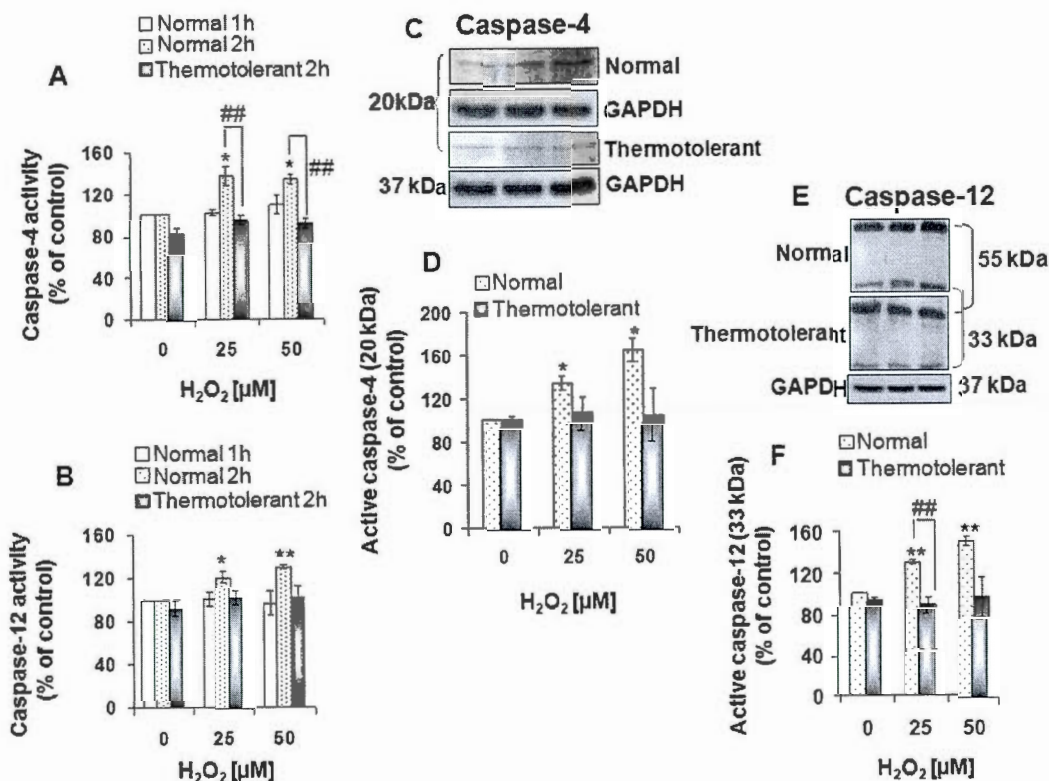 A
Normal 1h
Normal 2h
Thermotolerant 2h
##
*
*
##
160
120
80
40
0
Caspase-4 activity
(% of control)
0 25 50
H₂O₂ [µM]
B
Normal 1h
Normal 2h
Thermotolerant 2h
*
**
160
120
80
40
0
Caspase-12 activity
(% of control)
0 25 50
H₂O₂ [µM]
C Caspase-4
20kDa
Normal
GAPDH
Thermotolerant
37 kDa
GAPDH
D
Normal
Thermotolerant
*
*
200
160
120
80
40
0
Active caspase-4 (20 kDa)
(% of control)
0 25 50
H₂O₂ [µM]
E Caspase-12
Normal
55 kDa
Thermotolerant
33 kDa
GAPDH
37 kDa
F
Normal
Thermotolerant
##
**
**
160
120
80
40
0
Active caspase-12 (33 kDa)
(% of control)
0 25 50
H₂O₂ [µM]